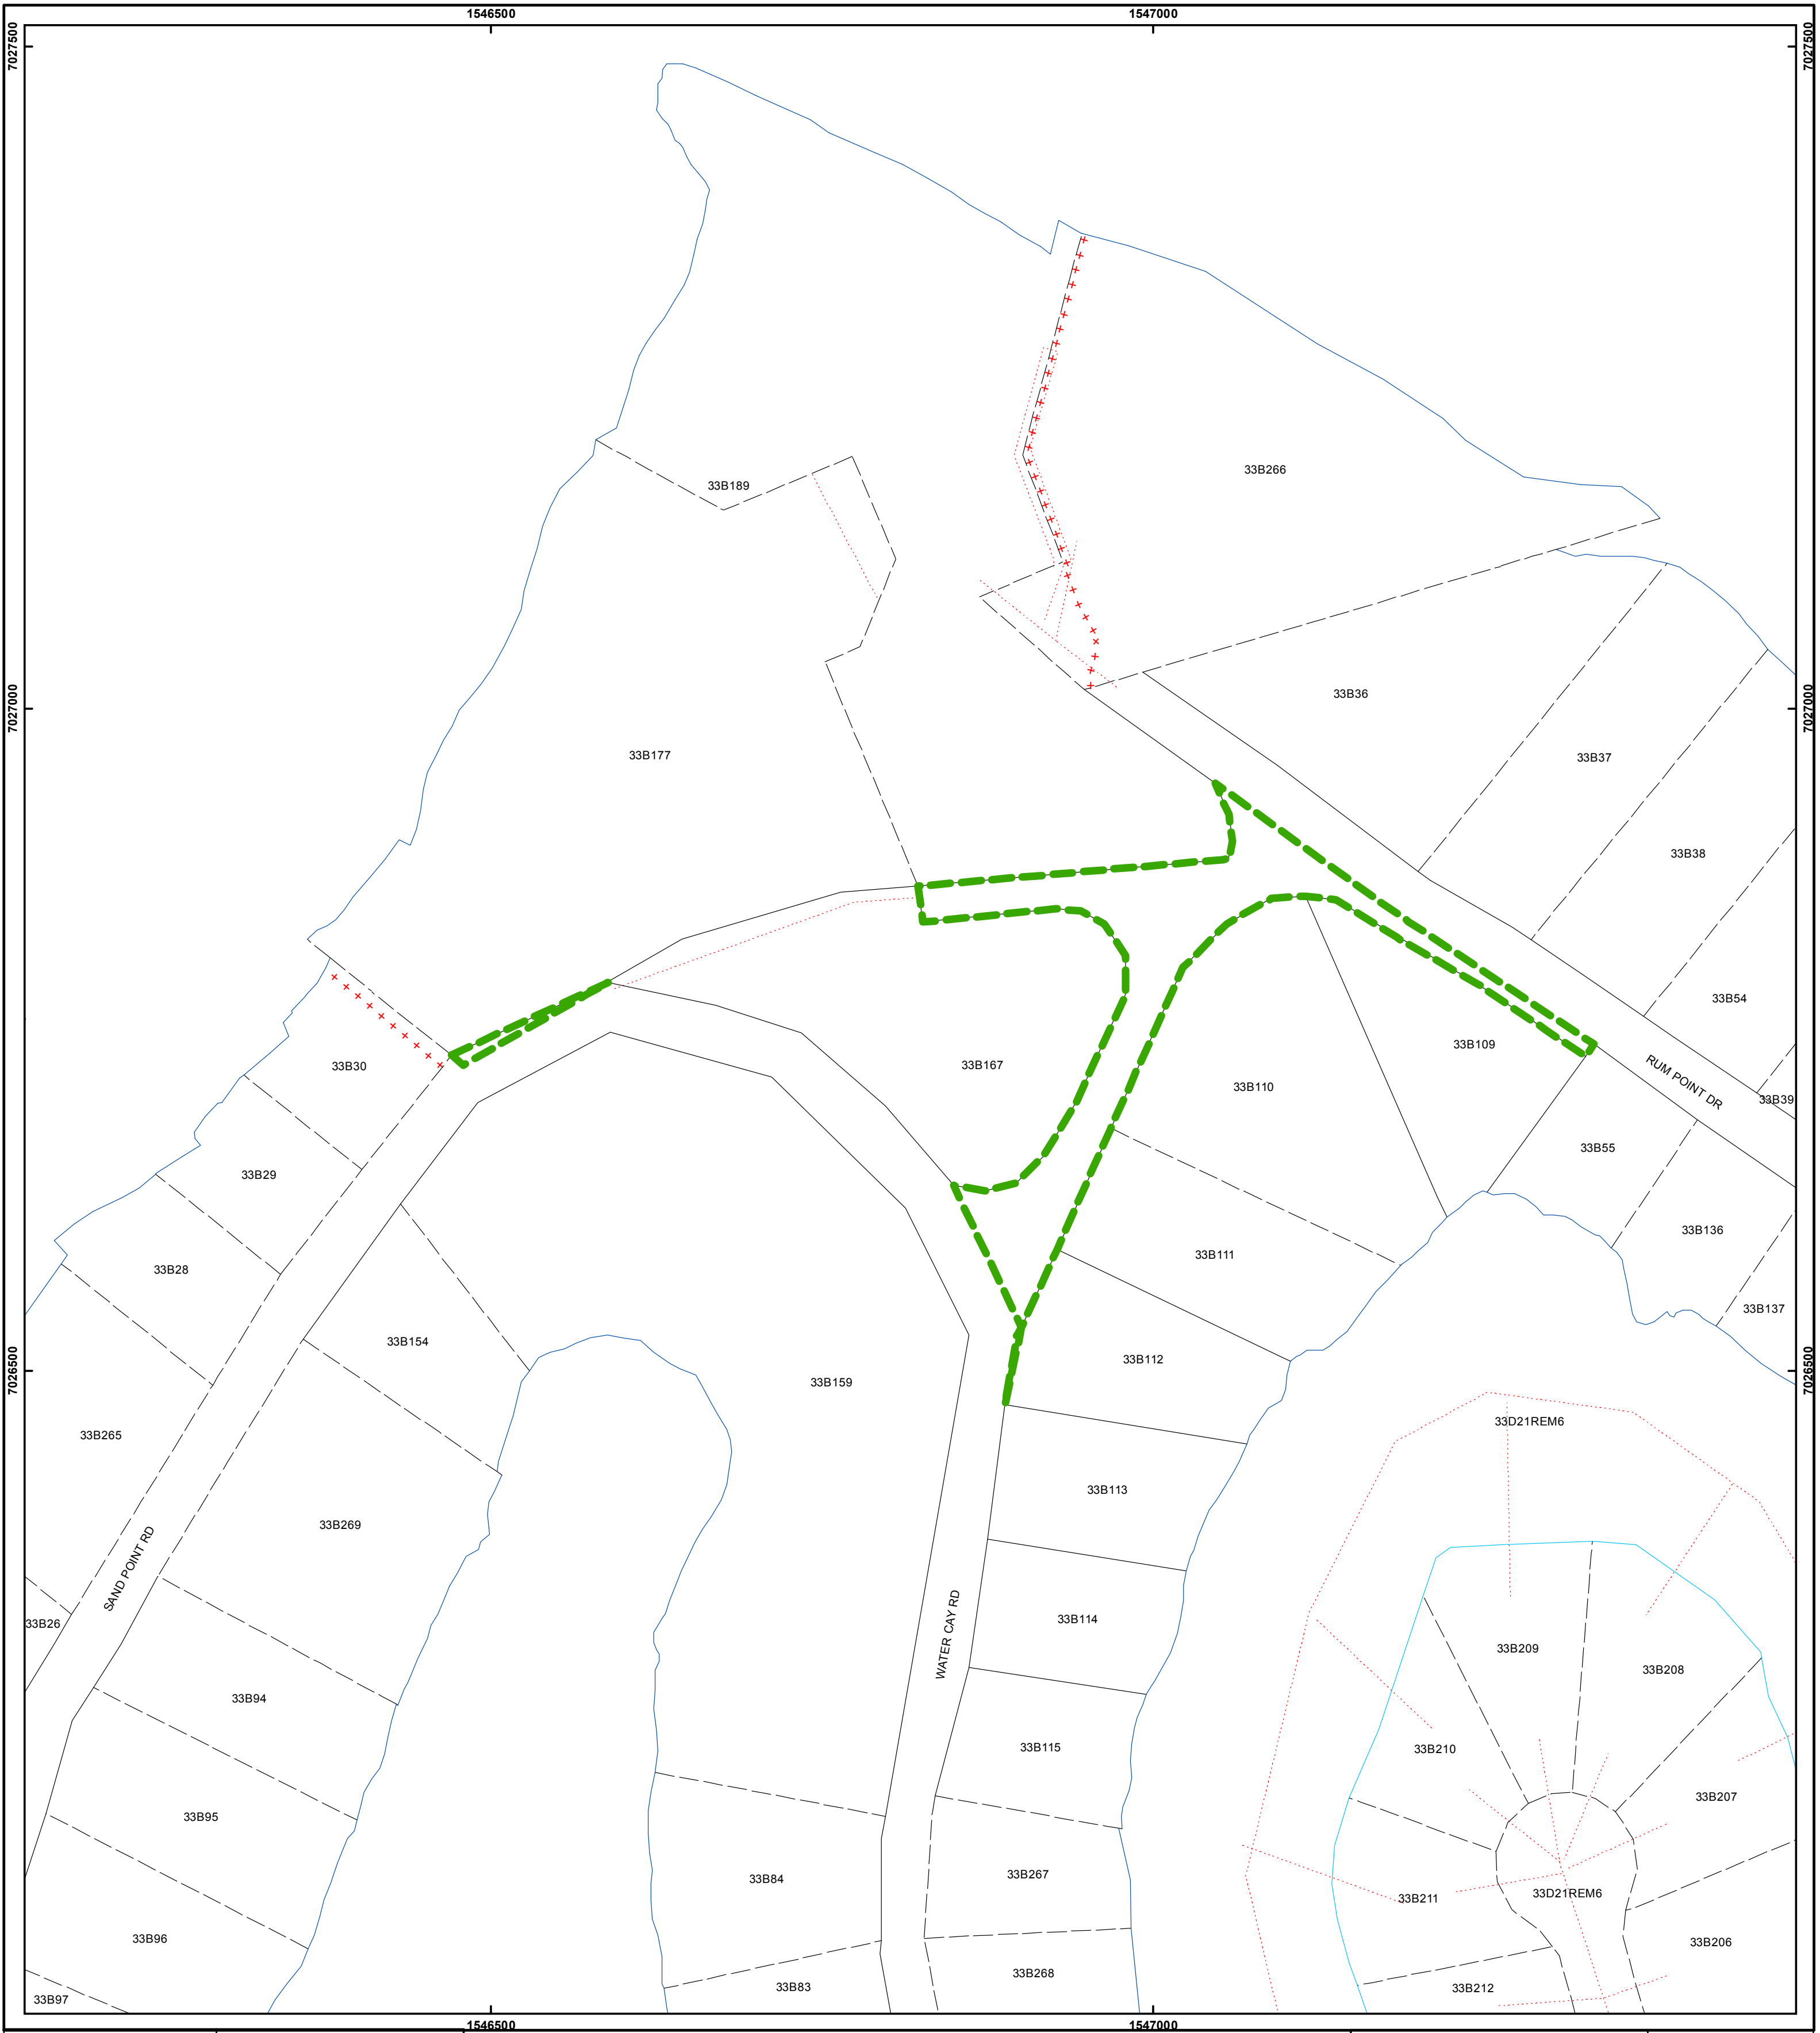 1546500
1547000
7027500
7027500
33B189
33B266
33B36
7027000
7027000
33B177
33B37
33B38
33B54
33B109
33B30
33B167
RUM POINT DR
33B110
33B39
33B55
33B29
33B136
33B111
33B28
33B137
33B154
33B112
7026500
7026500
33B159
33D21REM6
33B265
33B113
33B269
SAND POINT RD
33B26
33B114
WATER CAY RD
33B209
33B208
33B94
33B115
33B210
33B207
33B95
33B84
33B267
33D21REM6
33B211
33B96
33B206
33B268
33B83
33B212
33B97
1546500
1547000